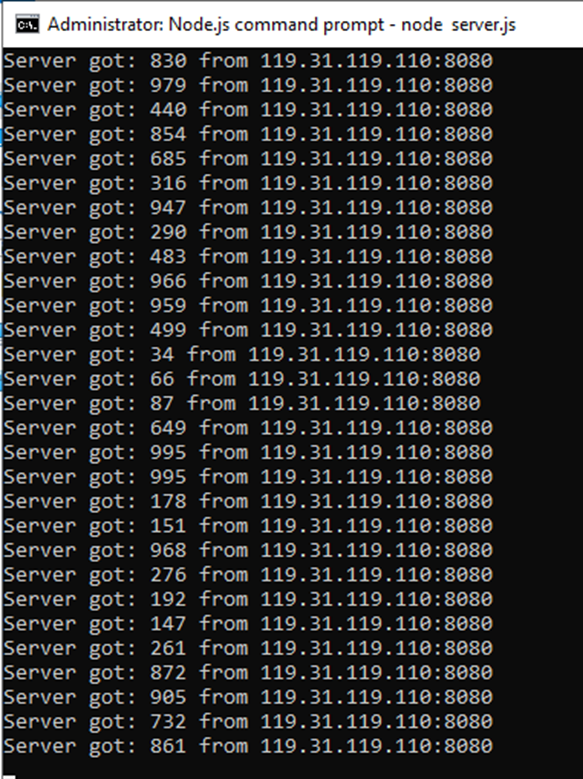 Administrator: Node.js command prompt - node server.js
Server got: 830 from 119.31.119.110:8080
Server got: 979 from 119.31.119.110:8080
Server got: 440 from 119.31.119.110:8080
Server got: 854 from 119.31.119.110:8080
Server got: 685 from 119.31.119.110:8080
Server got: 316 from 119.31.119.110:8080
Server got: 947 from 119.31.119.110:8080
Server got: 290 from 119.31.119.110:8080
Server got: 483 from 119.31.119.110:8080
Server got: 966 from 119.31.119.110:8080
Server got: 959 from 119.31.119.110:8080
Server got: 499 from 119.31.119.110:8080
Server got: 34 from 119.31.119.110:8080
Server got: 66 from 119.31.119.110:8080
Server got: 87 from 119.31.119.110:8080
Server got: 649 from 119.31.119.110:8080
Server got: 995 from 119.31.119.110:8080
Server got: 995 from 119.31.119.110:8080
Server got: 178 from 119.31.119.110:8080
Server got: 151 from 119.31.119.110:8080
Server got: 968 from 119.31.119.110:8080
Server got: 276 from 119.31.119.110:8080
Server got: 192 from 119.31.119.110:8080
Server got: 147 from 119.31.119.110:8080
Server got: 261 from 119.31.119.110:8080
Server got: 872 from 119.31.119.110:8080
Server got: 905 from 119.31.119.110:8080
Server got: 732 from 119.31.119.110:8080
Server got: 861 from 119.31.119.110:8080